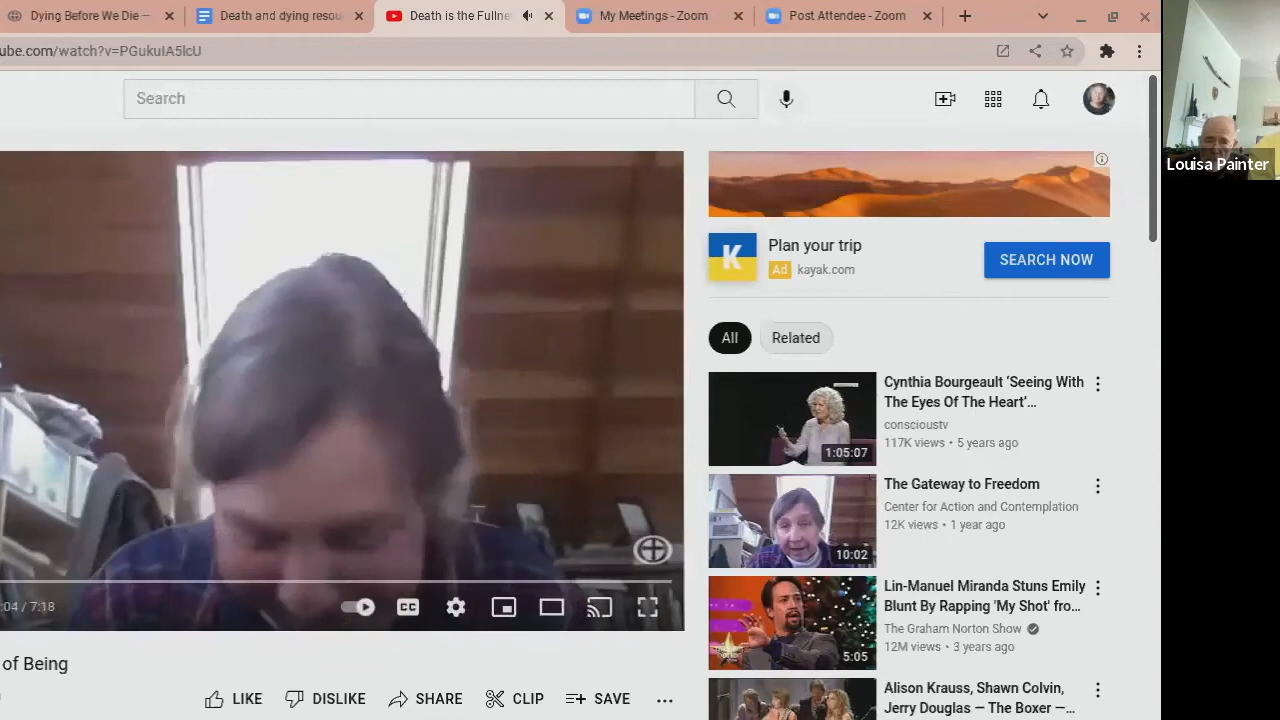 Dying Before We Die —
Death and dying resou
Death is the Fullne
My Meetings - Zoom
Post Attendee - Zoom
ube.com/watch?v=PGukuIA5lcU
Search
Louisa Painter
K
Plan your trip
Ad kayak.com
SEARCH NOW
All
Related
Cynthia Bourgeault ‘Seeing With
The Eyes Of The Heart’…
conscioustv
117K views • 5 years ago
1:05:07
The Gateway to Freedom
Center for Action and Contemplation
12K views • 1 year ago
10:02
Lin-Manuel Miranda Stuns Emily
Blunt By Rapping 'My Shot' fro…
The Graham Norton Show
12M views • 3 years ago
5:05
Alison Krauss, Shawn Colvin,
Jerry Douglas — The Boxer —…
:04 / 7:18
CC
of Being
LIKE
DISLIKE
SHARE
CLIP
SAVE